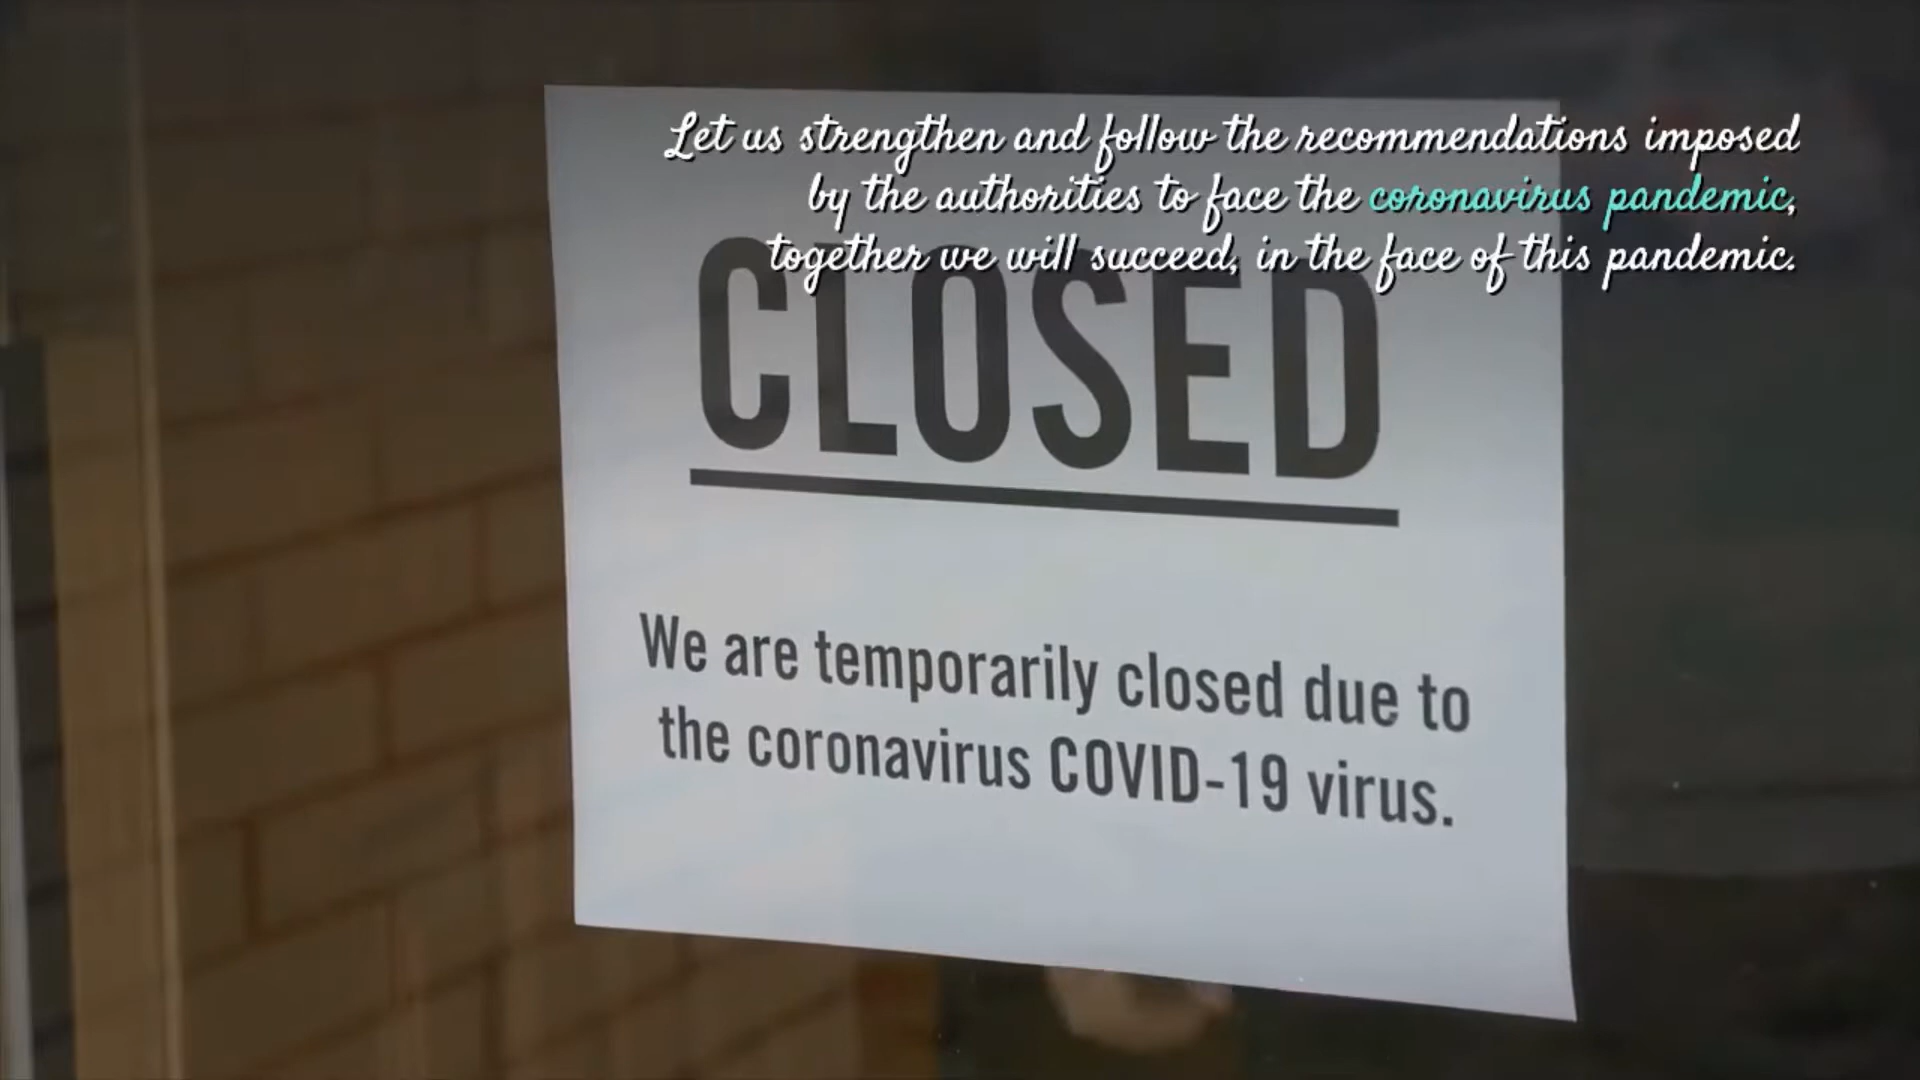 Let us strengthen and follow the recommendations imposed
by the authorities to face the coronavirus pandemic,
together we will succeed, in the face of this pandemic.
CLOSED
We are temporarily closed due to
the coronavirus COVID-19 virus.